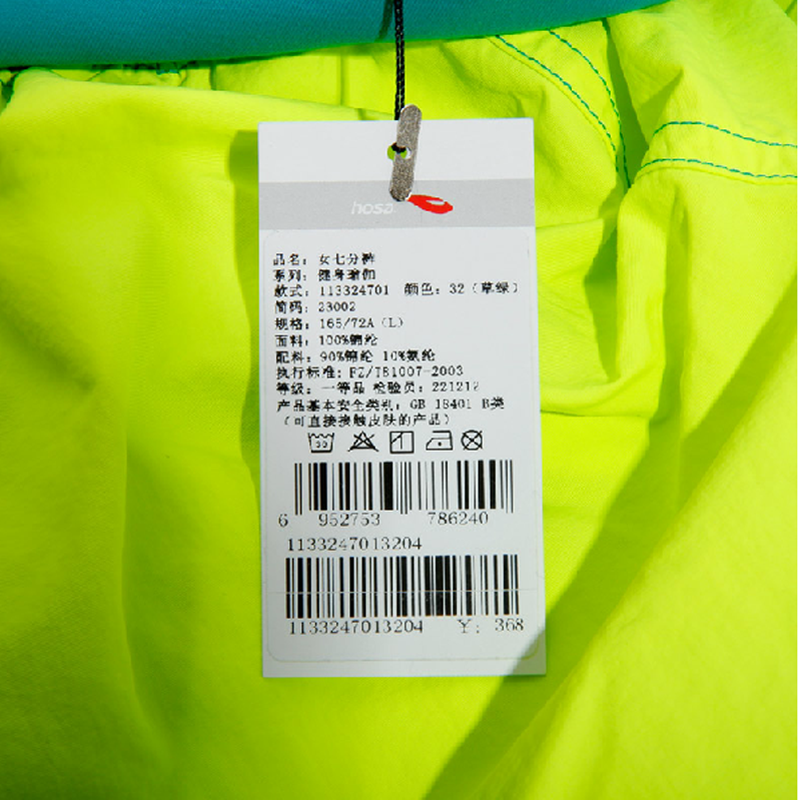 hosa
品名：女七分裤
系列：健身瑜伽
款式：113324701 颜色：32（草绿）
简码：23002
规格：165/72A（L）
面料：100%锦纶
配料：90%锦纶 10%氨纶
执行标准：FZ/T81007-2003
等级：一等品 检验员：221212
产品基本安全类别：GB 18401 B类
（可直接接触皮肤的产品）
6 952753 786240
1133247013204
1133247013204 ￥：368